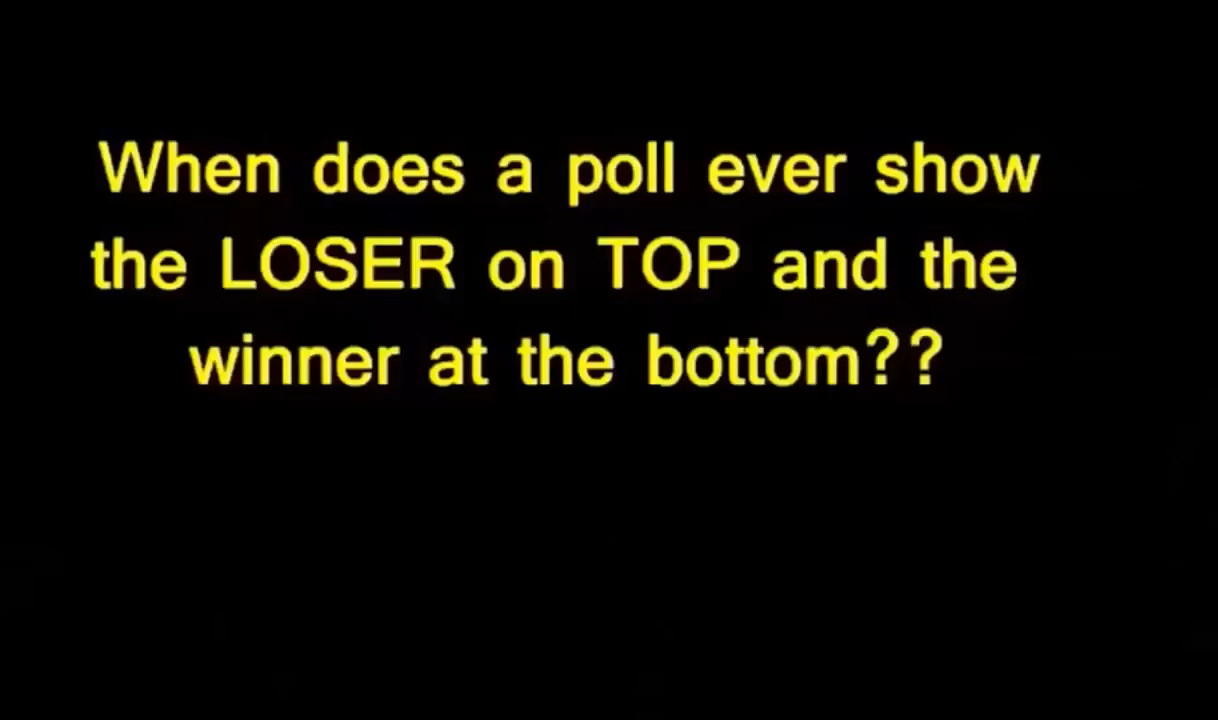 When does a poll ever show
the LOSER on TOP and the
winner at the bottom??